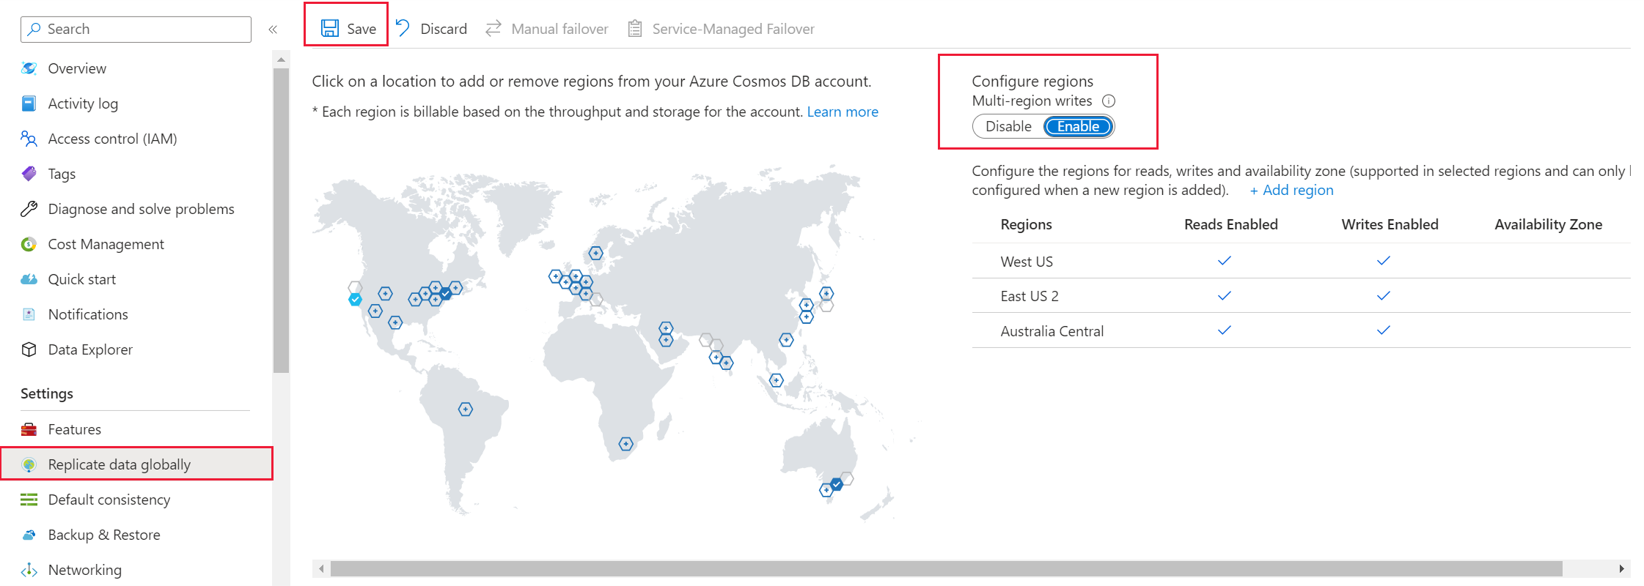 Search
«
Overview
Activity log
Access control (IAM)
Tags
Diagnose and solve problems
Cost Management
Quick start
Notifications
Data Explorer
Settings
Features
Replicate data globally
Default consistency
Backup & Restore
Networking
Save
Discard
Manual failover
Service-Managed Failover
Click on a location to add or remove regions from your Azure Cosmos DB account.
* Each region is billable based on the throughput and storage for the account. Learn more
Configure regions
Multi-region writes
Disable Enable
Configure the regions for reads, writes and availability zone (supported in selected regions and can only
configured when a new region is added). + Add region
Regions Reads Enabled Writes Enabled Availability Zone
West US
East US 2
Australia Central